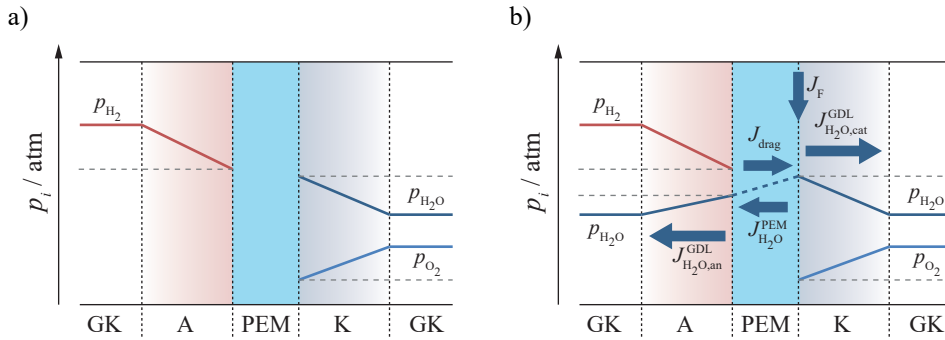 a)
p_i / atm
p_H₂
p_H₂O
p_O₂
GK A PEM K GK
b)
p_i / atm
p_H₂
p_H₂O
J_drag
J_F
J^GDL_H₂O,cat
J^PEM_H₂O
J^GDL_H₂O,an
p_H₂O
p_O₂
GK A PEM K GK